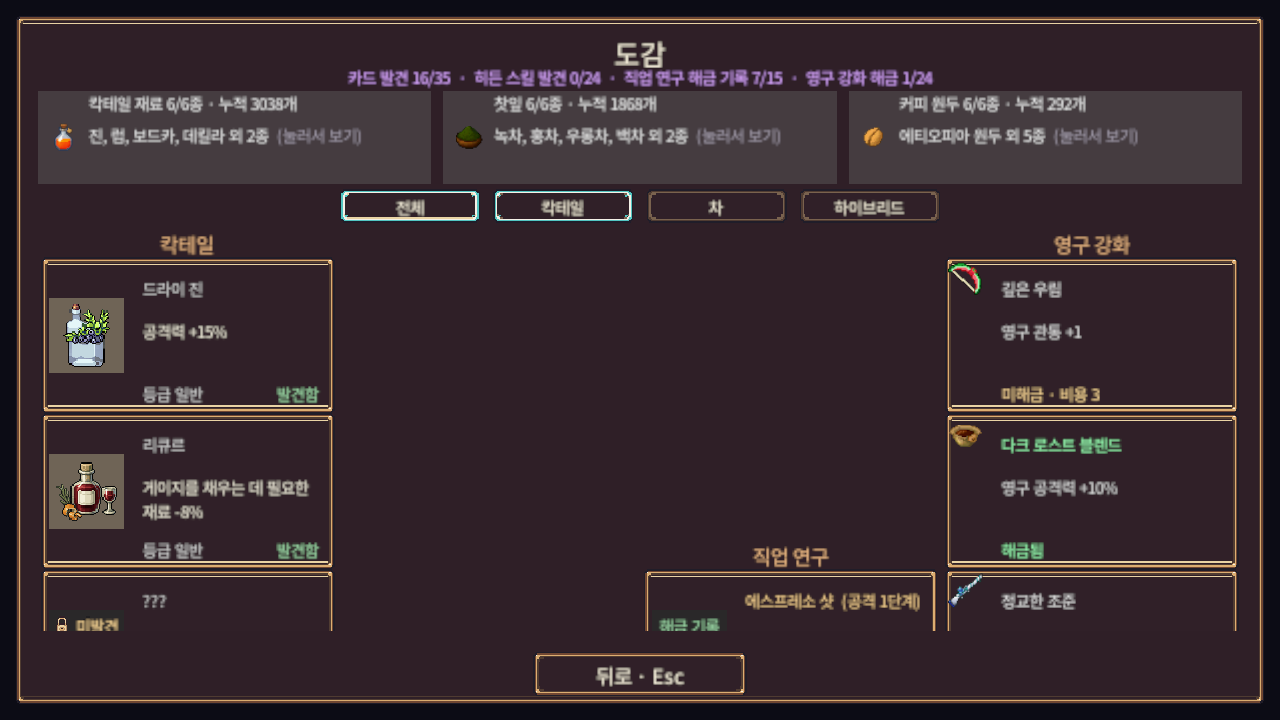 도감
카드 발견 16/35 · 히든 스킬 발견 0/24 · 직업 연구 해금 기록 7/15 · 영구 강화 해금 1/24
칵테일 재료 6/6종 · 누적 3038개
진, 럼, 보드카, 데킬라 외 2종 (눌러서 보기)
찻잎 6/6종 · 누적 1868개
녹차, 홍차, 우롱차, 백차 외 2종 (눌러서 보기)
커피 원두 6/6종 · 누적 292개
에티오피아 원두 외 5종 (눌러서 보기)
전체
칵테일
차
하이브리드
칵테일
드라이 진
공격력 +15%
등급 일반 발견함
리큐르
게이지를 채우는 데 필요한
재료 -8%
등급 일반 발견함
???
미발견
직업 연구
에스프레소 샷 (공격 1단계)
해금 기록
영구 강화
깊은 우림
영구 관통 +1
미해금 · 비용 3
다크 로스트 블렌드
영구 공격력 +10%
해금됨
정교한 조준
뒤로 · Esc